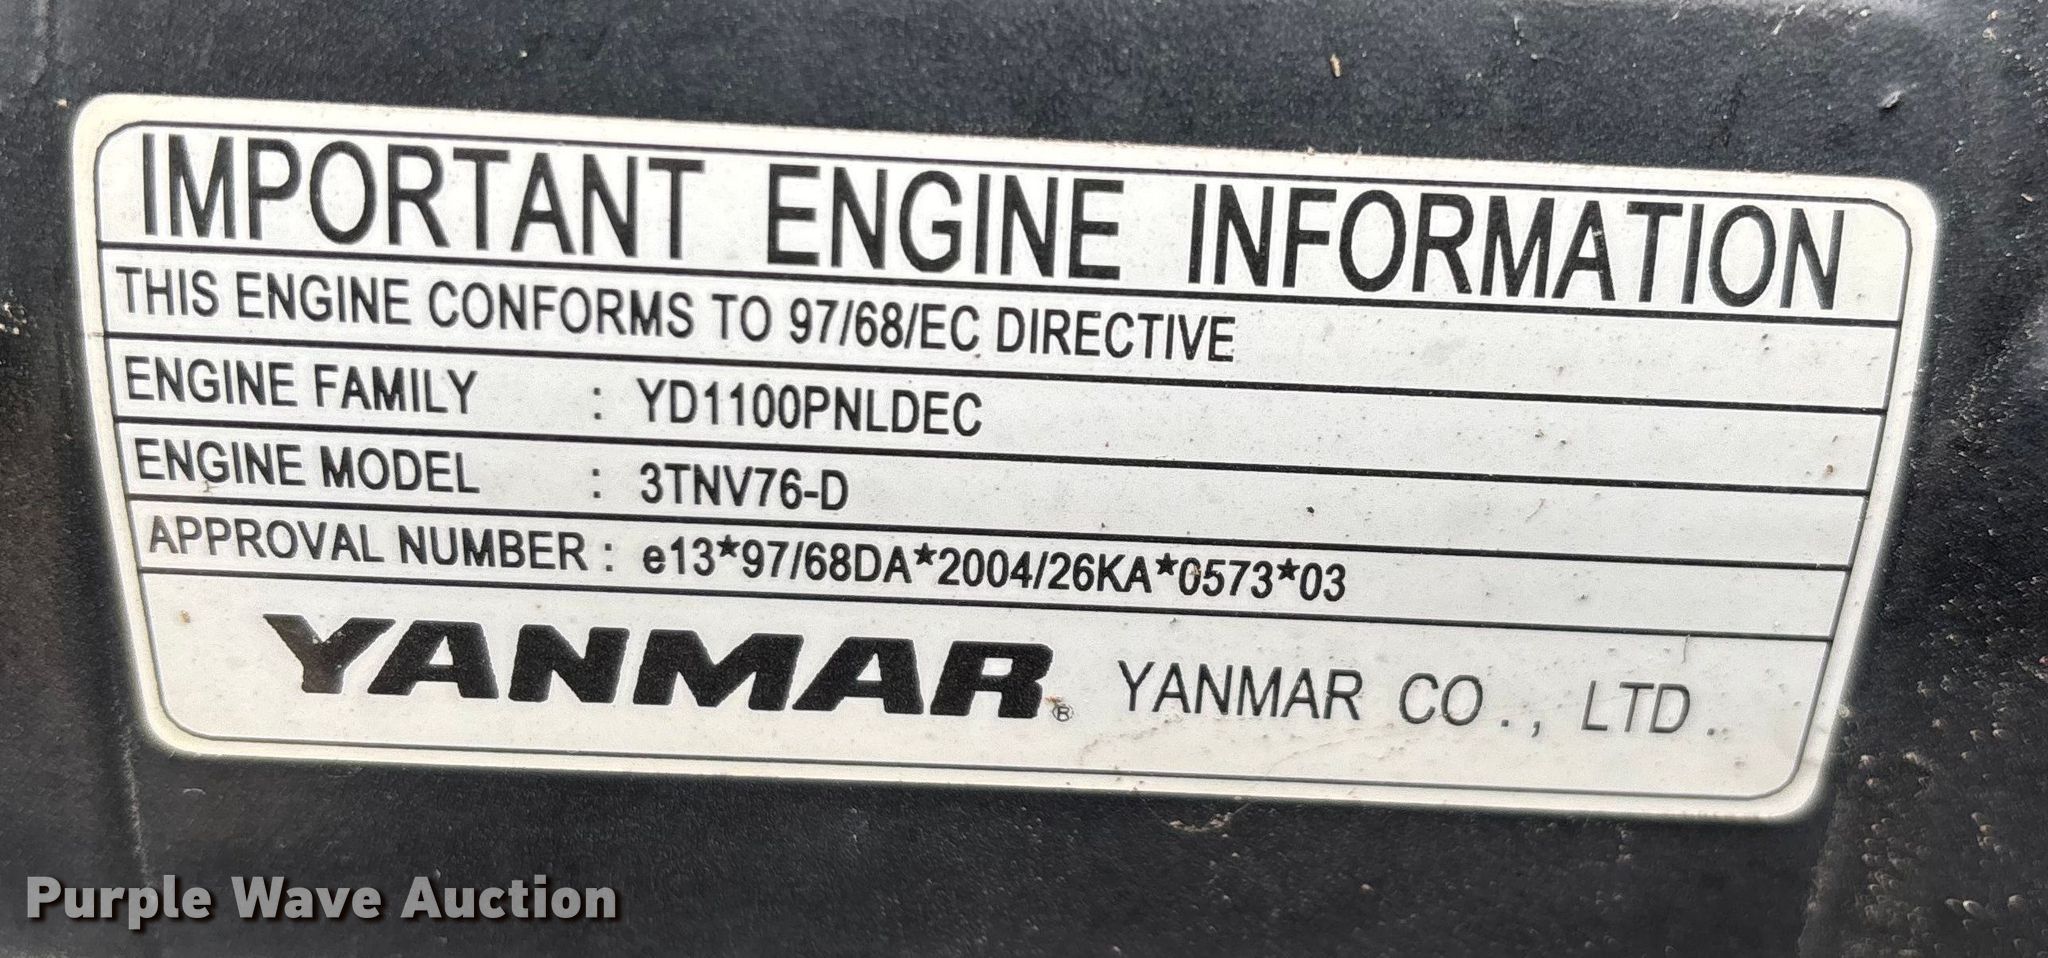 IMPORTANT ENGINE INFORMATION
THIS ENGINE CONFORMS TO 97/68/EC DIRECTIVE
ENGINE FAMILY : YD1100PNLDEC
ENGINE MODEL : 3TNV76-D
APPROVAL NUMBER : e13*97/68DA*2004/26KA*0573*03
YANMAR® YANMAR CO., LTD.
Purple Wave Auction